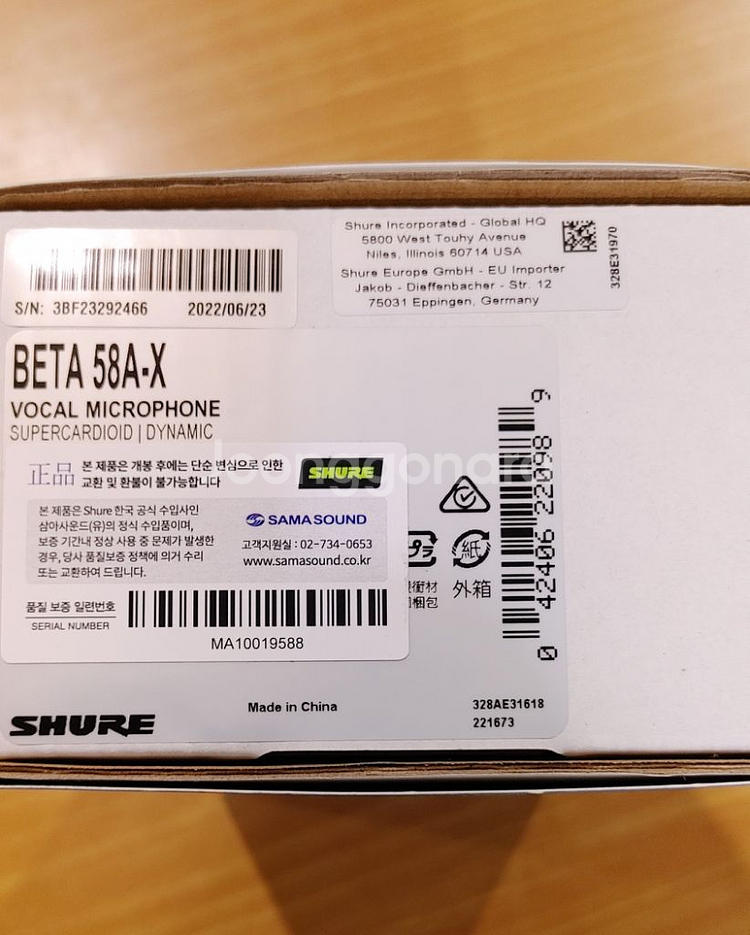 Shure Incorporated - Global HQ
5800 West Touhy Avenue
Niles, Illinois 60714 USA
Shure Europe GmbH - EU Importer
Jakob - Dieffenbacher - Str. 12
75031 Eppingen, Germany
328E31970
S/N: 3BF23292466 2022/06/23
BETA 58A-X
VOCAL MICROPHONE
SUPERCARDIOID | DYNAMIC
正品 본 제품은 개봉 후에는 단순 변심으로 인한
교환 및 환불이 불가능합니다
SHURE
본 제품은 Shure 한국 공식 수입사인
삼아사운드(유)의 정식 수입품이며,
보증 기간내 정상 사용 중 문제가 발생한
경우, 당사 품질보증 정책에 의거 수리
또는 교환하여 드립니다.
SAMA SOUND
고객지원실 : 02-734-0653
www.samasound.co.kr
품질 보증 일련번호
SERIAL NUMBER
MA10019588
プラ
紙
衝材
梱包
外箱
0 42406 22098 9
SHURE
Made in China
328AE31618
221673